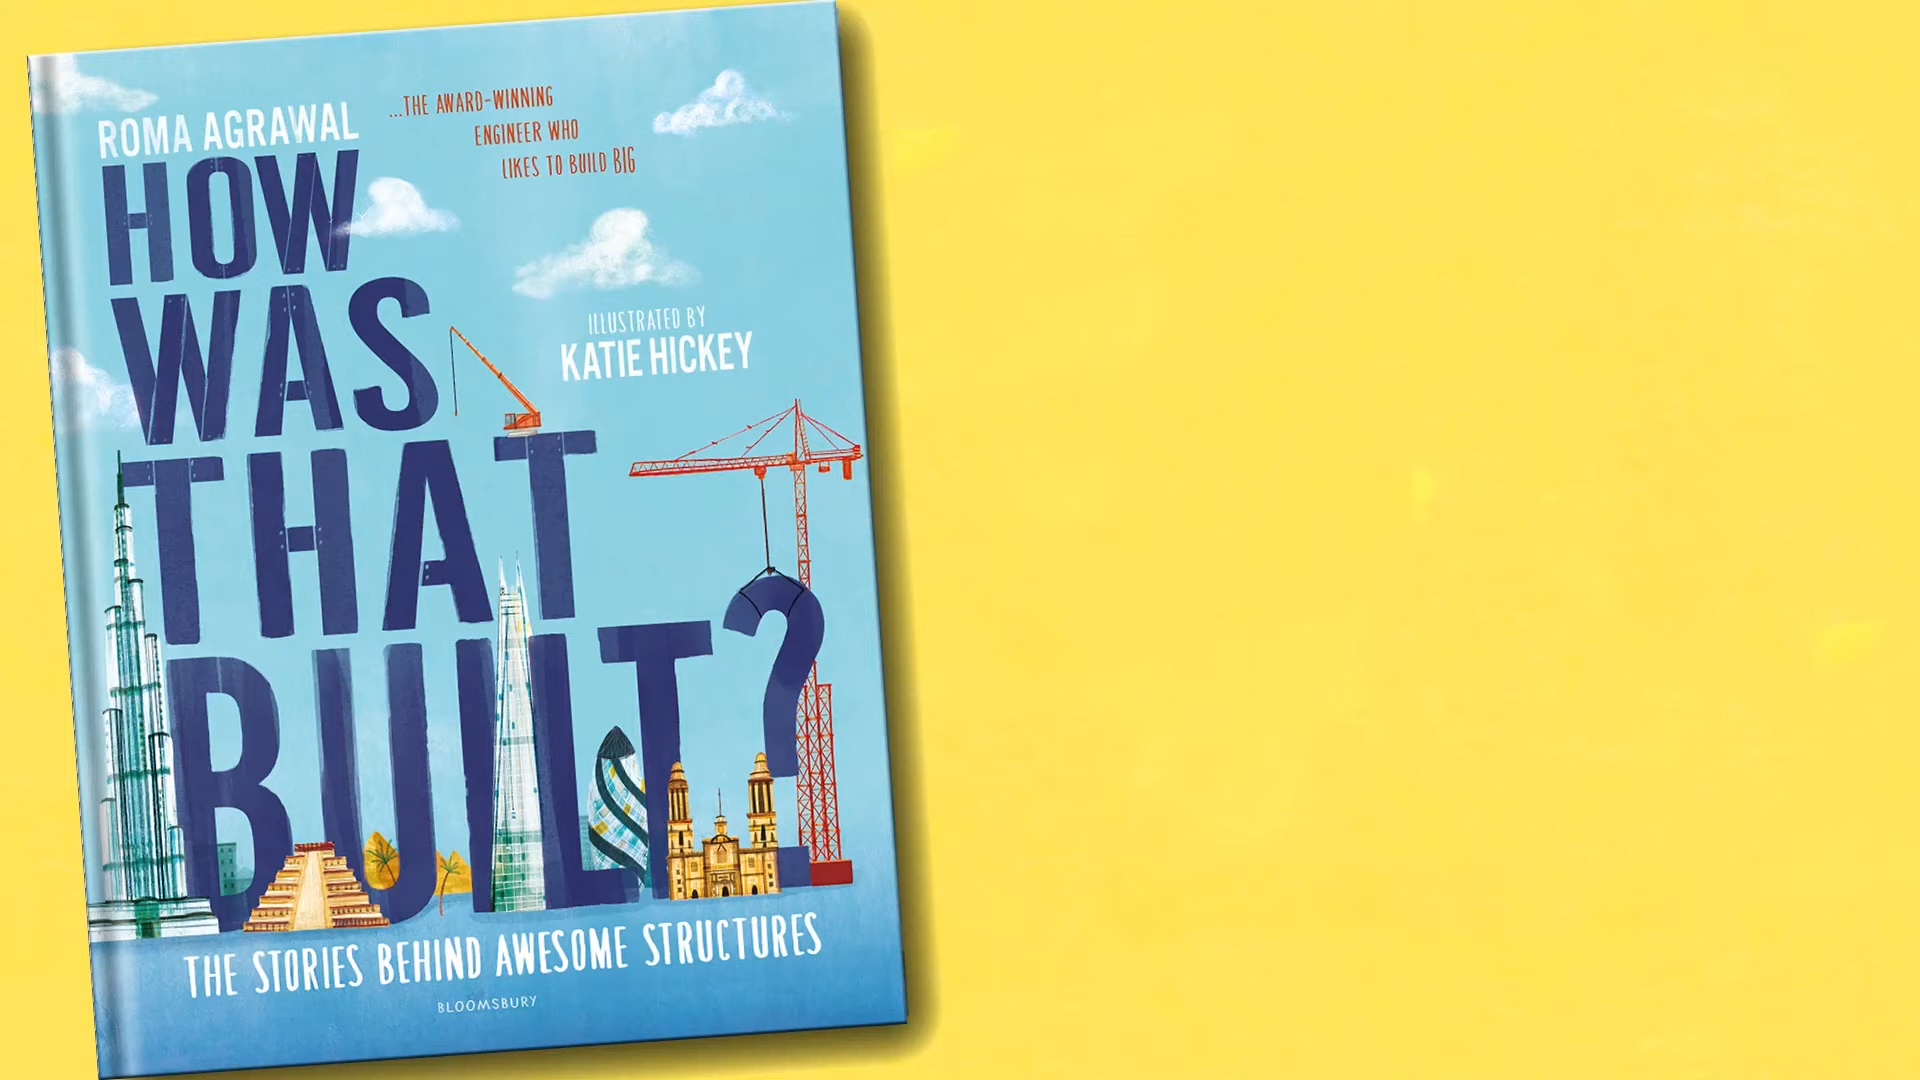 ROMA AGRAWAL
...THE AWARD-WINNING
ENGINEER WHO
LIKES TO BUILD BIG
HOW
WAS
THAT
BUILT?
ILLUSTRATED BY
KATIE HICKEY
THE STORIES BEHIND AWESOME STRUCTURES
BLOOMSBURY